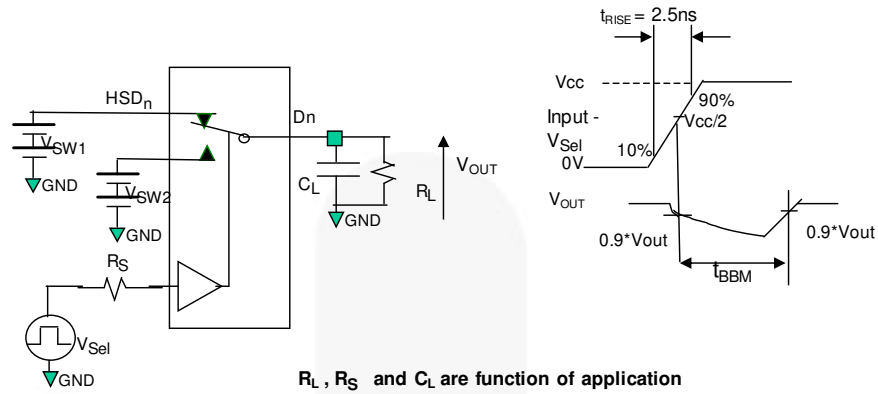 HSDn
VSW1
GND
VSW2
GND
RS
VSel
GND
Dn
CL
RL
VOUT
GND
tRISE = 2.5ns
Vcc
90%
Vcc/2
Input -
VSel
10%
0V
VOUT
0.9*Vout
0.9*Vout
tBBM
RL , RS and CL are function of application